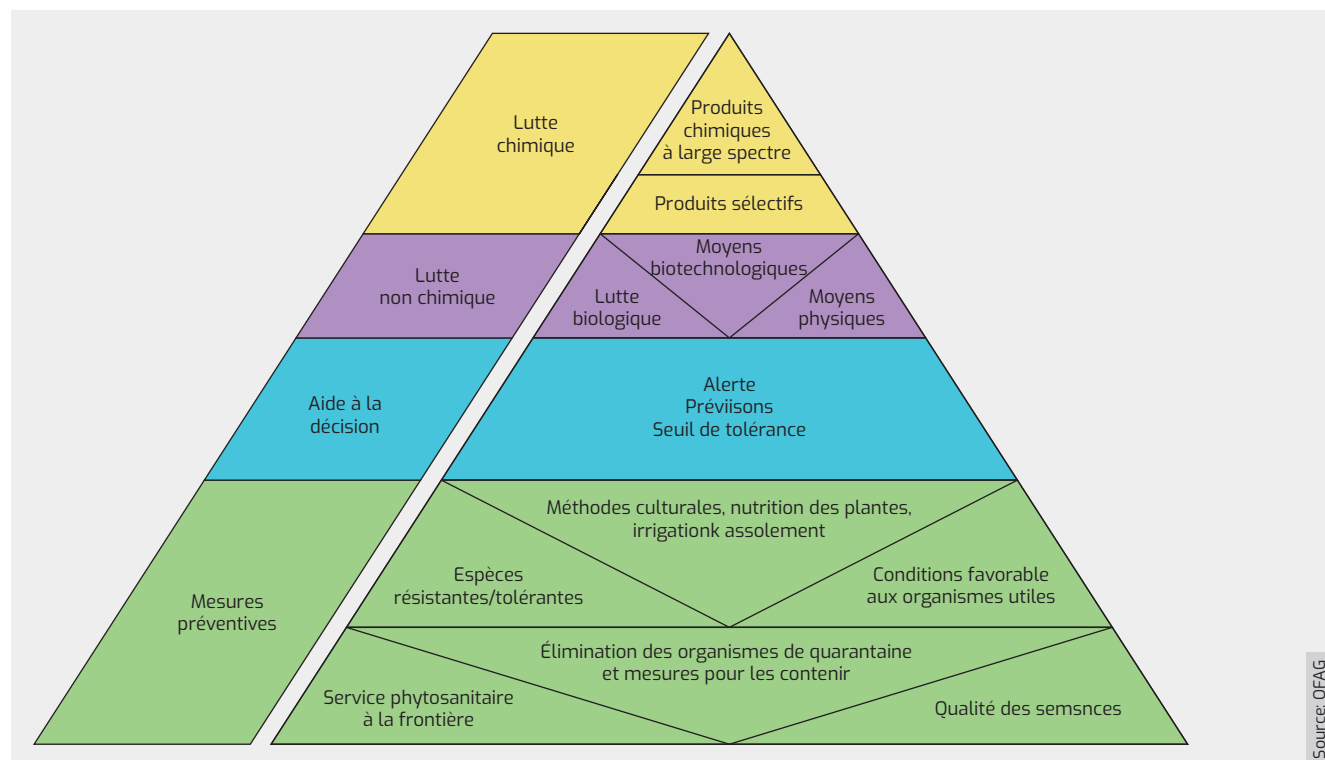 Lutte
chimique
Produits
chimiques
à large spectre
Produits sélectifs
Lutte
non chimique
Moyens
biotechnologiques
Lutte
biologique
Moyens
physiques
Aide à la
décision
Alerte
Préviisons
Seuil de tolérance
Mesures
préventives
Méthodes culturales, nutrition des plantes,
irrigationk assolement
Espèces
résistantes/tolérantes
Conditions favorable
aux organismes utiles
Élimination des organismes de quarantaine
et mesures pour les contenir
Service phytosanitaire
à la frontière
Qualité des semsnces
Source: OFAG